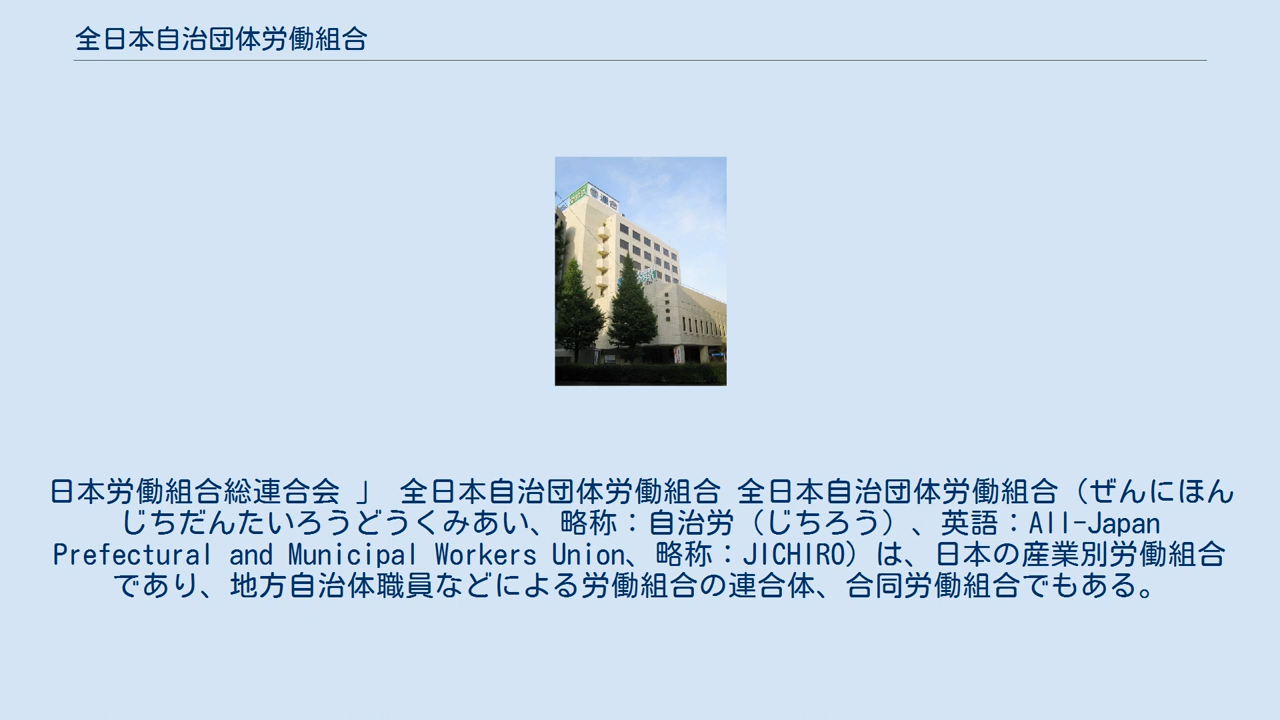 全日本自治団体労働組合
連合
日本労働組合総連合会 」 全日本自治団体労働組合 全日本自治団体労働組合（ぜんにほん
じちだんたいろうどうくみあい、略称：自治労（じちろう）、英語：All-Japan
Prefectural and Municipal Workers Union、略称：JICHIRO）は、日本の産業別労働組合
であり、地方自治体職員などによる労働組合の連合体、合同労働組合でもある。